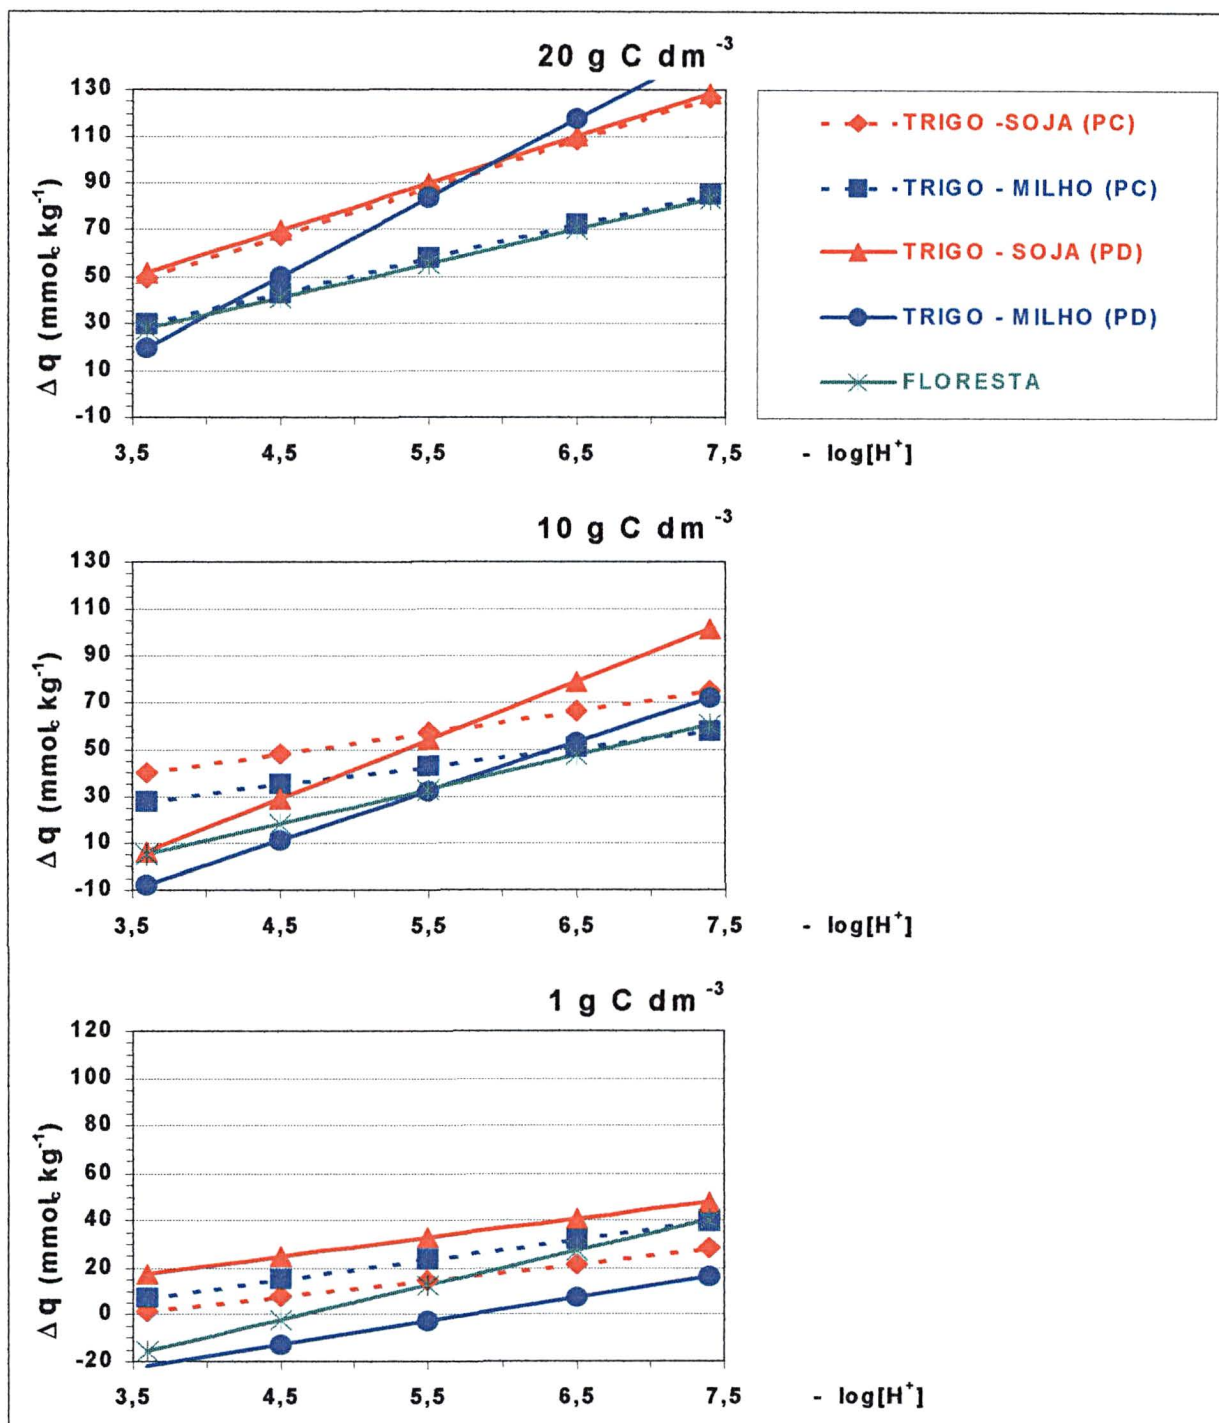 20 g C dm -3
130
110
90
70
50
30
10
-10
Δ q (mmolc kg-1)
3,5 4,5 5,5 6,5 7,5 - log[H+]
TRIGO -SOJA (PC)
TRIGO - MILHO (PC)
TRIGO - SOJA (PD)
TRIGO - MILHO (PD)
FLORESTA
10 g C dm -3
130
110
90
70
50
30
10
-10
Δ q (mmolc kg-1)
3,5 4,5 5,5 6,5 7,5 - log[H+]
1 g C dm -3
120
100
80
60
40
20
0
-20
Δ q (mmolc kg-1)
3,5 4,5 5,5 6,5 7,5 - log[H+]